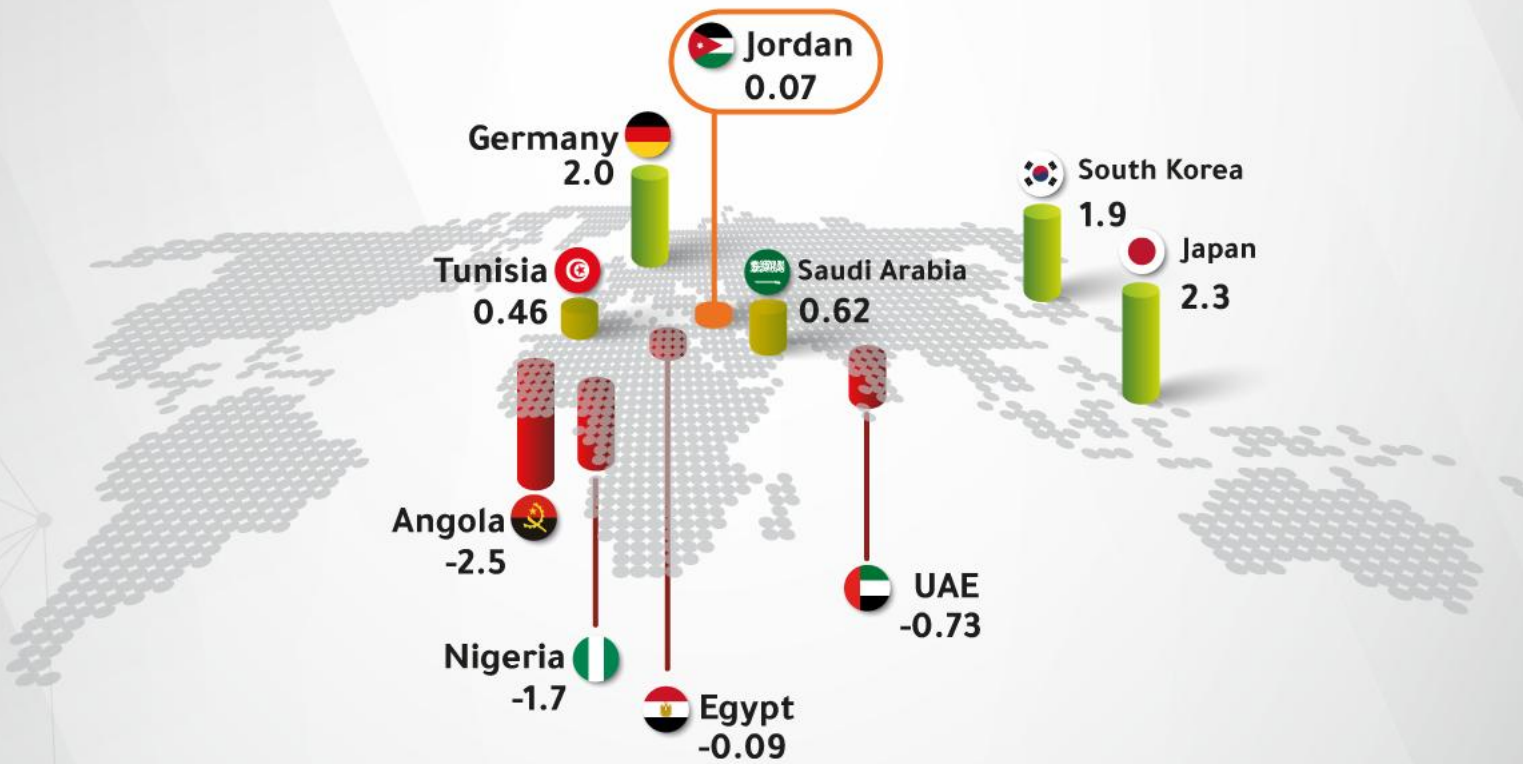 Jordan
0.07
Germany
2.0
South Korea
1.9
Japan
2.3
Tunisia
0.46
Saudi Arabia
0.62
Angola
-2.5
UAE
-0.73
Nigeria
-1.7
Egypt
-0.09